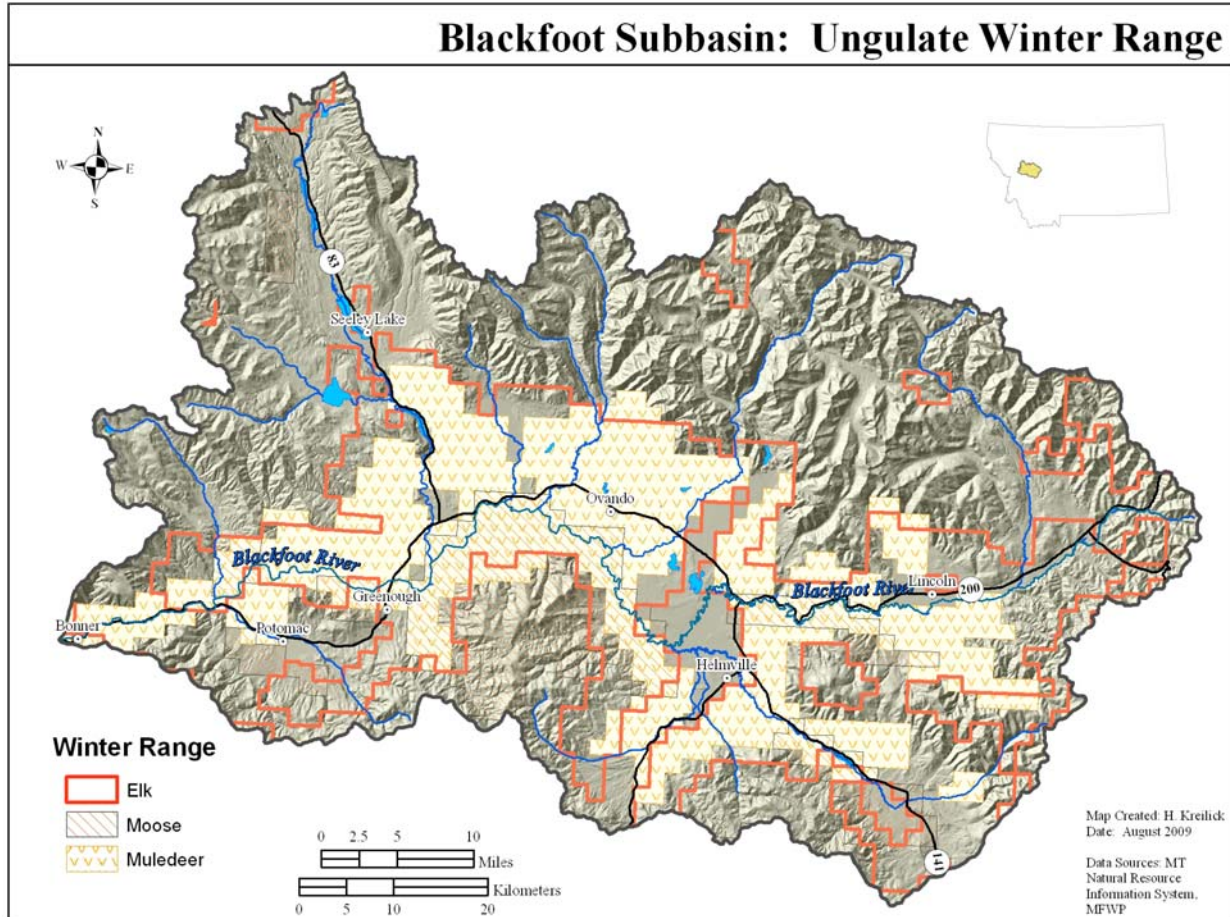 Blackfoot Subbasin: Ungulate Winter Range
N
W E
S
83
Seeley Lake
Ovando
Blackfoot River
Blackfoot River
Lincoln
200
Greenough
Bonner
Potomac
Helmville
141
Winter Range
Elk
Moose
Muledeer
0 2.5 5 10
Miles
Kilometers
0 5 10 20
Map Created: H. Kreilick
Date: August 2009
Data Sources: MT
Natural Resource
Information System,
MFWP